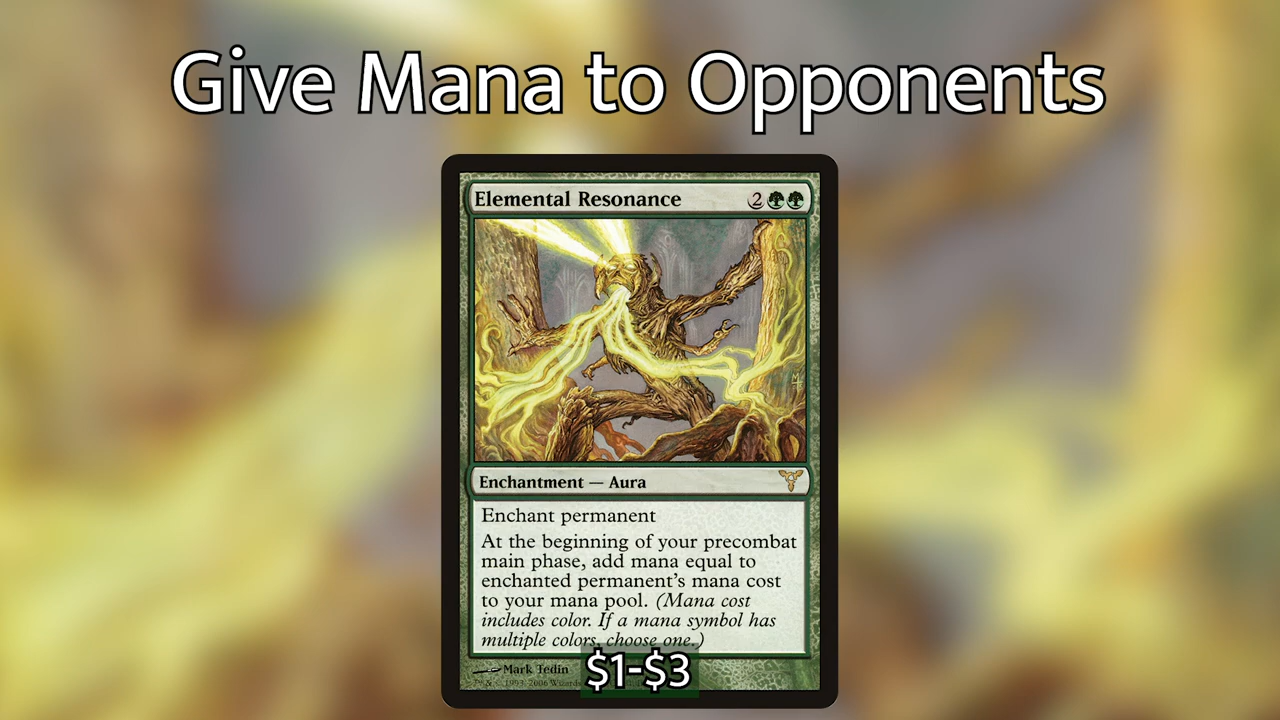 Give Mana to Opponents
Elemental Resonance 2
Enchantment — Aura
Enchant permanent
At the beginning of your precombat
main phase, add mana equal to
enchanted permanent's mana cost
to your mana pool. (Mana cost
includes color. If a mana symbol has
multiple colors, choose one.)
Mark Tedin
$1-$3